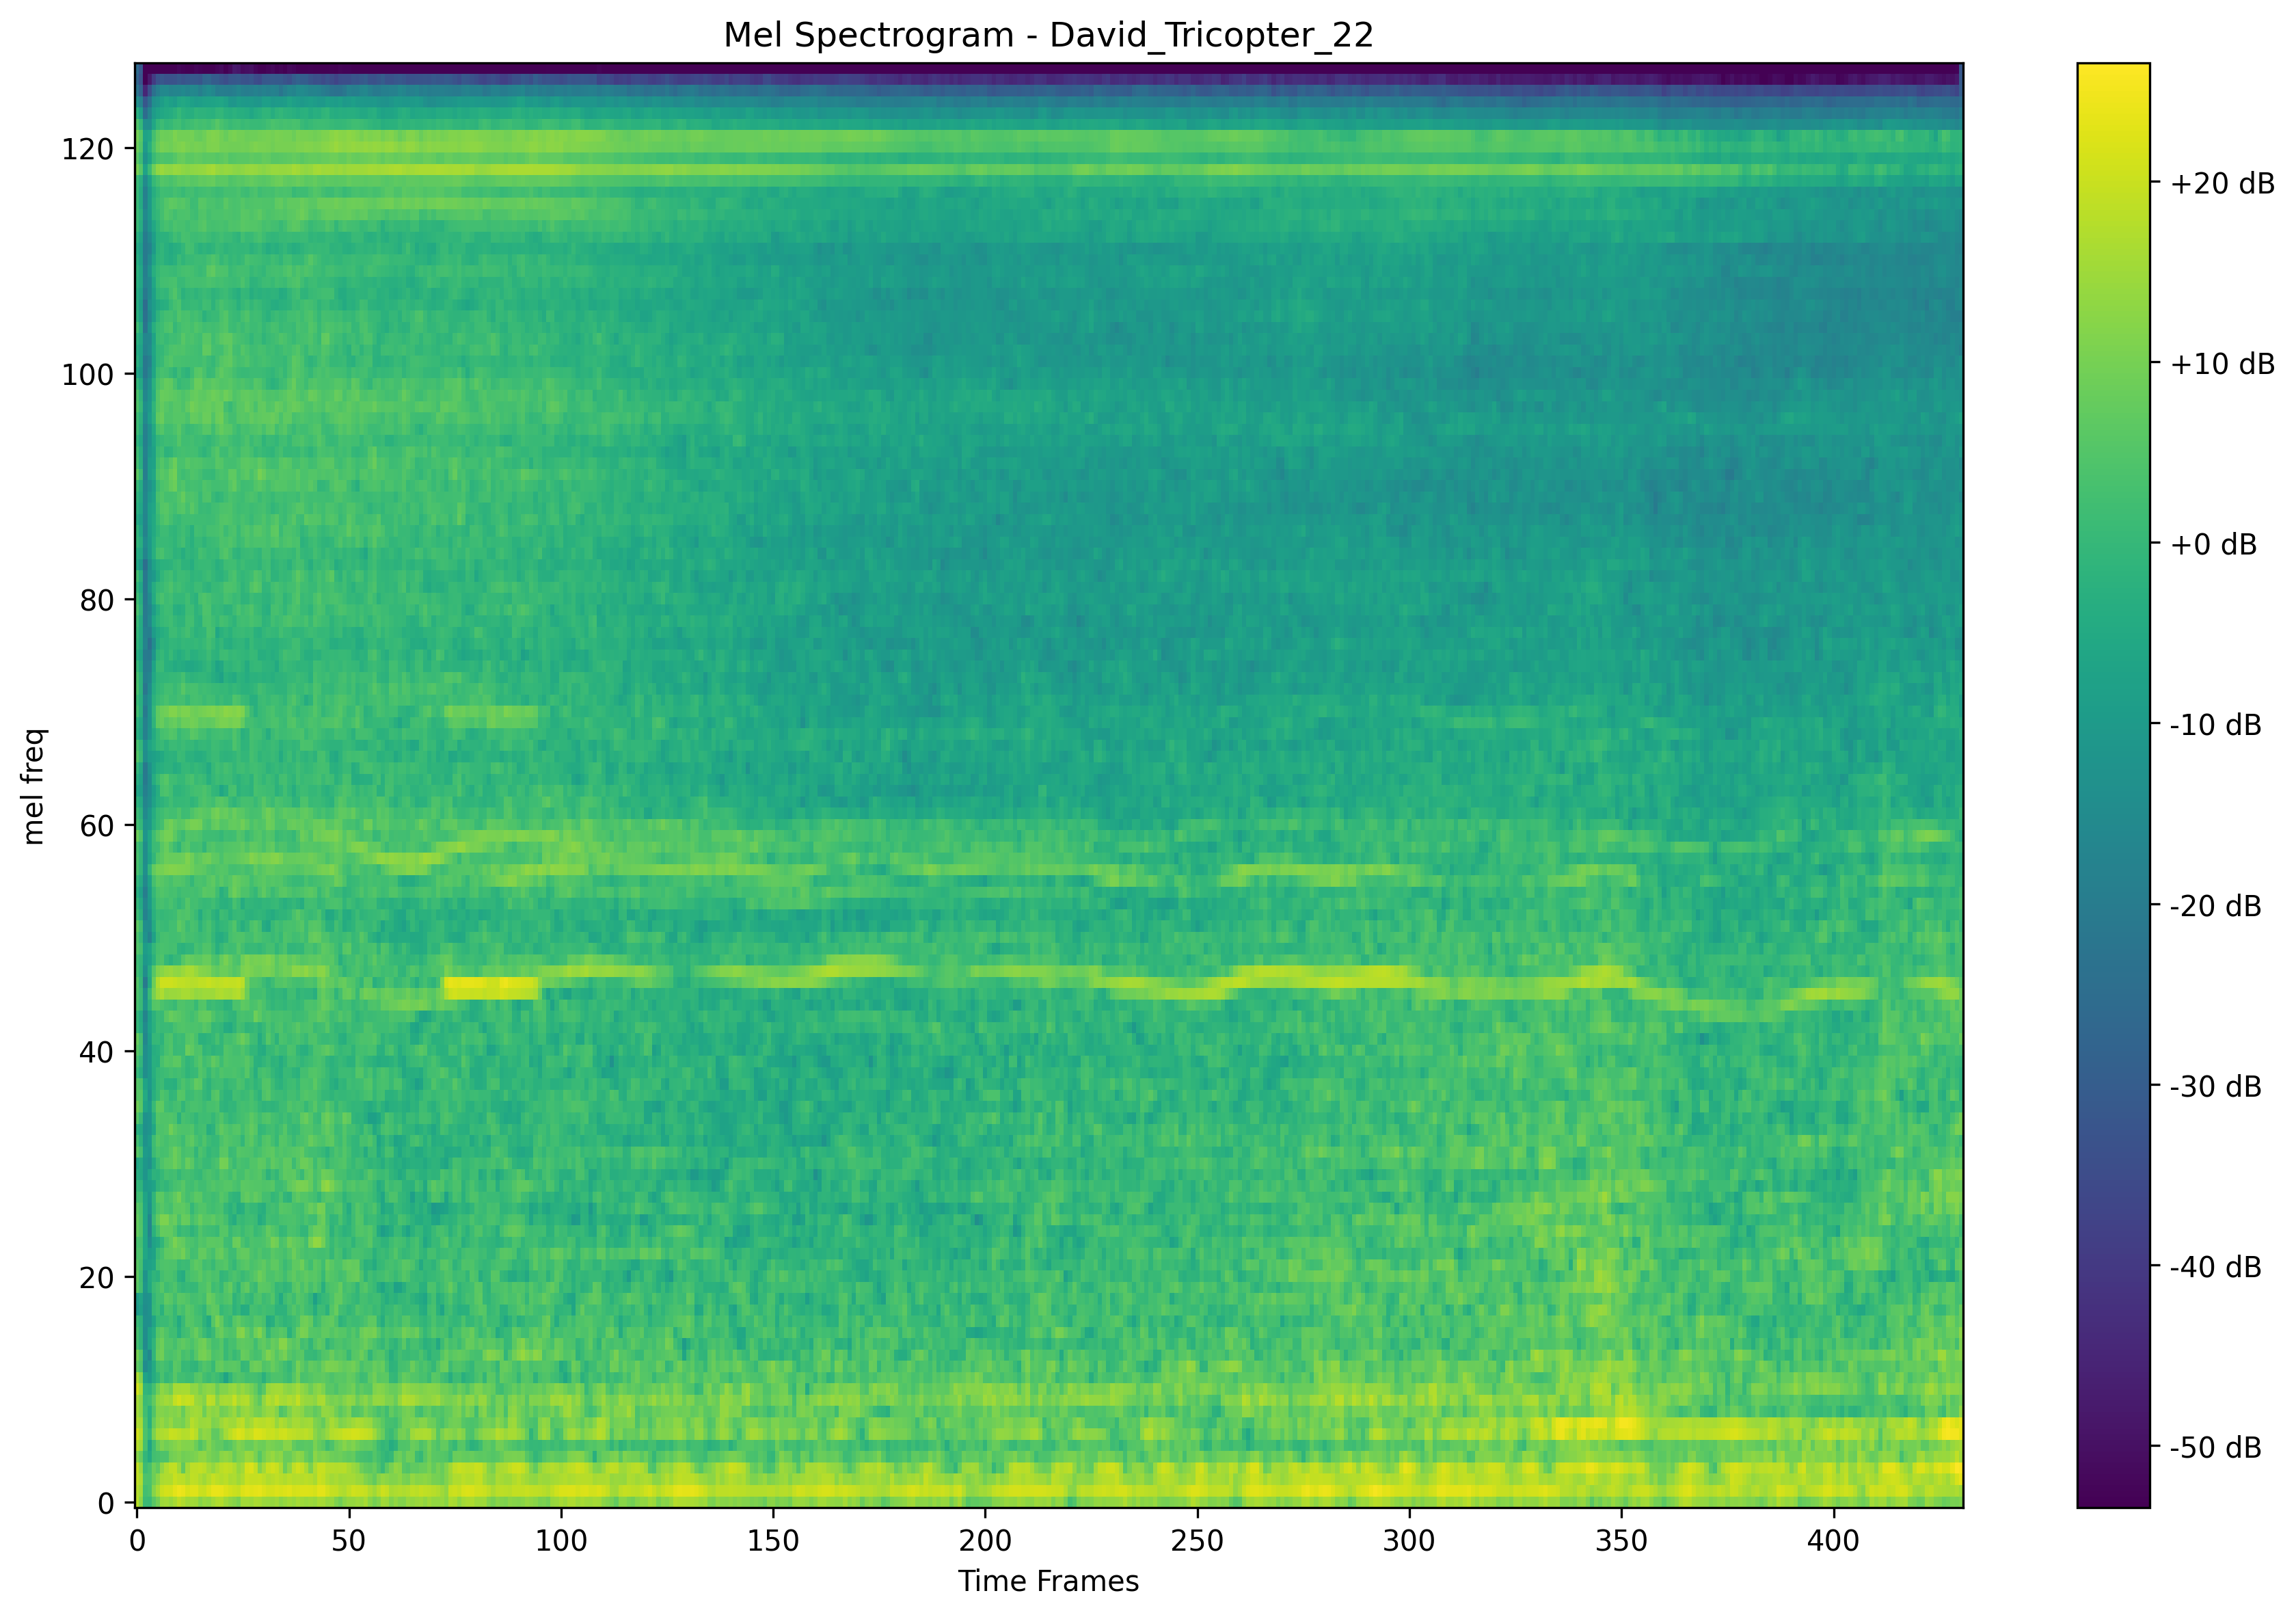 Mel Spectrogram - David_Tricopter_22
mel freq
120
100
80
60
40
20
0
0 50 100 150 200 250 300 350 400
Time Frames
+20 dB
+10 dB
+0 dB
-10 dB
-20 dB
-30 dB
-40 dB
-50 dB